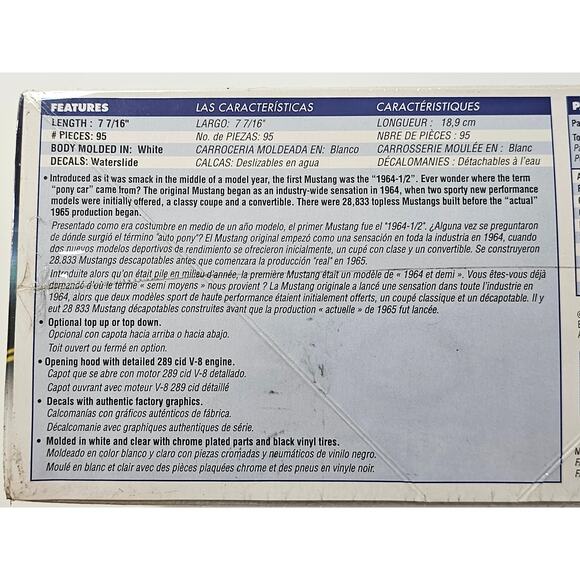 FEATURES LAS CARACTERÍSTICAS CARACTÉRISTIQUES
LENGTH : 7 7/16" LARGO: 7 7/16" LONGUEUR : 18,9 cm
# PIECES: 95 No. de PIEZAS: 95 NBRE DE PIÈCES : 95
BODY MOLDED IN: White CARROCERIA MOLDEADA EN: Blanco CARROSSERIE MOULÉE EN : Blanc
DECALS: Waterslide CALCAS: Deslizables en agua DÉCALOMANIES : Détachables à l'eau
• Introduced as it was smack in the middle of a model year, the first Mustang was the "1964-1/2". Ever wonder where the term
"pony car" came from? The original Mustang began as an industry-wide sensation in 1964, when two sporty new performance
models were initially offered, a classy coupe and a convertible. There were 28,833 topless Mustangs built before the "actual"
1965 production began.
Presentado como era costumbre en medio de un año modelo, el primer Mustang fue el "1964-1/2". ¿Alguna vez se preguntaron
de dónde surgió el término "auto pony"? El Mustang original empezó como una sensación en toda la industria en 1964, cuando
dos nuevos modelos deportivos de rendimiento se ofrecieron inicialmente, un cupé con clase y un convertible. Se construyeron
28.833 Mustangs descapotables antes que comenzara la producción "real" en 1965.
Introduite alors qu'on était pile en milieu d'année, la première Mustang était un modèle de « 1964 et demi ». Vous êtes-vous déjà
demandé d'où le terme « semi moyens » nous provient ? La Mustang originale a lancé une sensation dans toute l'industrie en
1964, alors que deux modèles sport de haute performance étaient initialement offerts, un coupé classique et un décapotable. Il y
eut 28 833 Mustang décapotables construites avant que la production « actuelle » de 1965 fut lancée.
• Optional top up or top down.
Opcional con capota hacia arriba o hacia abajo.
Toit ouvert ou fermé en option.
• Opening hood with detailed 289 cid V-8 engine.
Capot que se abre con motor 289 cid V-8 detallado.
Capot ouvrant avec moteur V-8 289 cid détaillé
• Decals with authentic factory graphics.
Calcomanías con gráficos auténticos de fábrica.
Décalcomanie avec graphiques authentiques de série.
• Molded in white and clear with chrome plated parts and black vinyl tires.
Moldeado en color blanco y claro con piezas cromadas y neumáticos de vinilo negro.
Moulé en blanc et clair avec des pièces plaquées chrome et des pneus en vinyle noir.